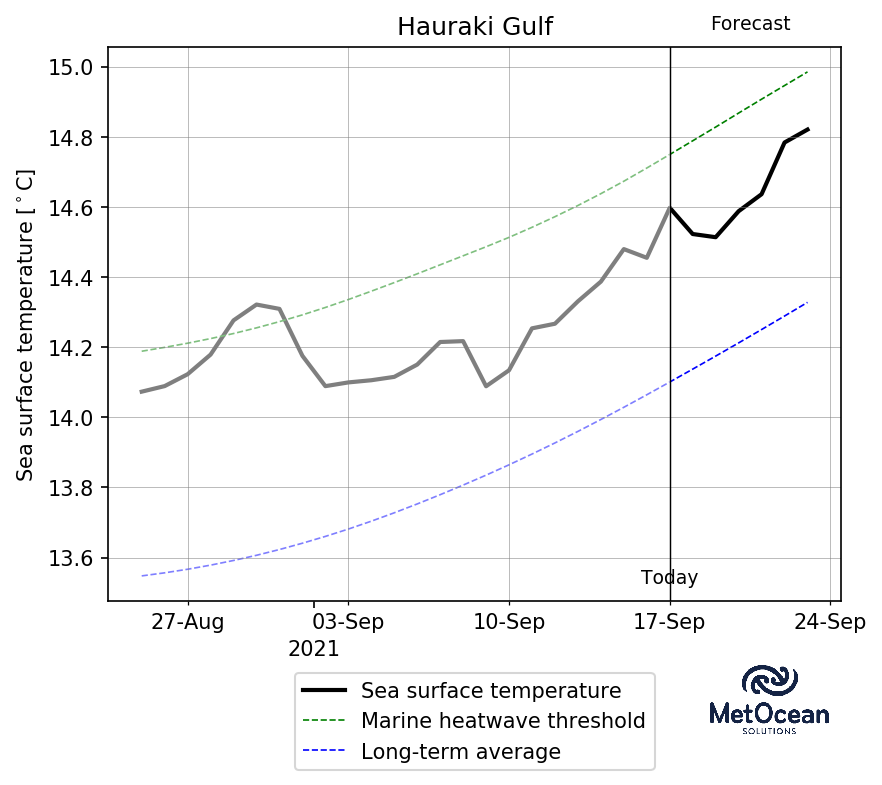 Hauraki Gulf
Forecast
Sea surface temperature [°C]
15.0
14.8
14.6
14.4
14.2
14.0
13.8
13.6
Today
27-Aug 03-Sep 10-Sep 17-Sep 24-Sep
2021
Sea surface temperature
Marine heatwave threshold
Long-term average
MetOcean
SOLUTIONS